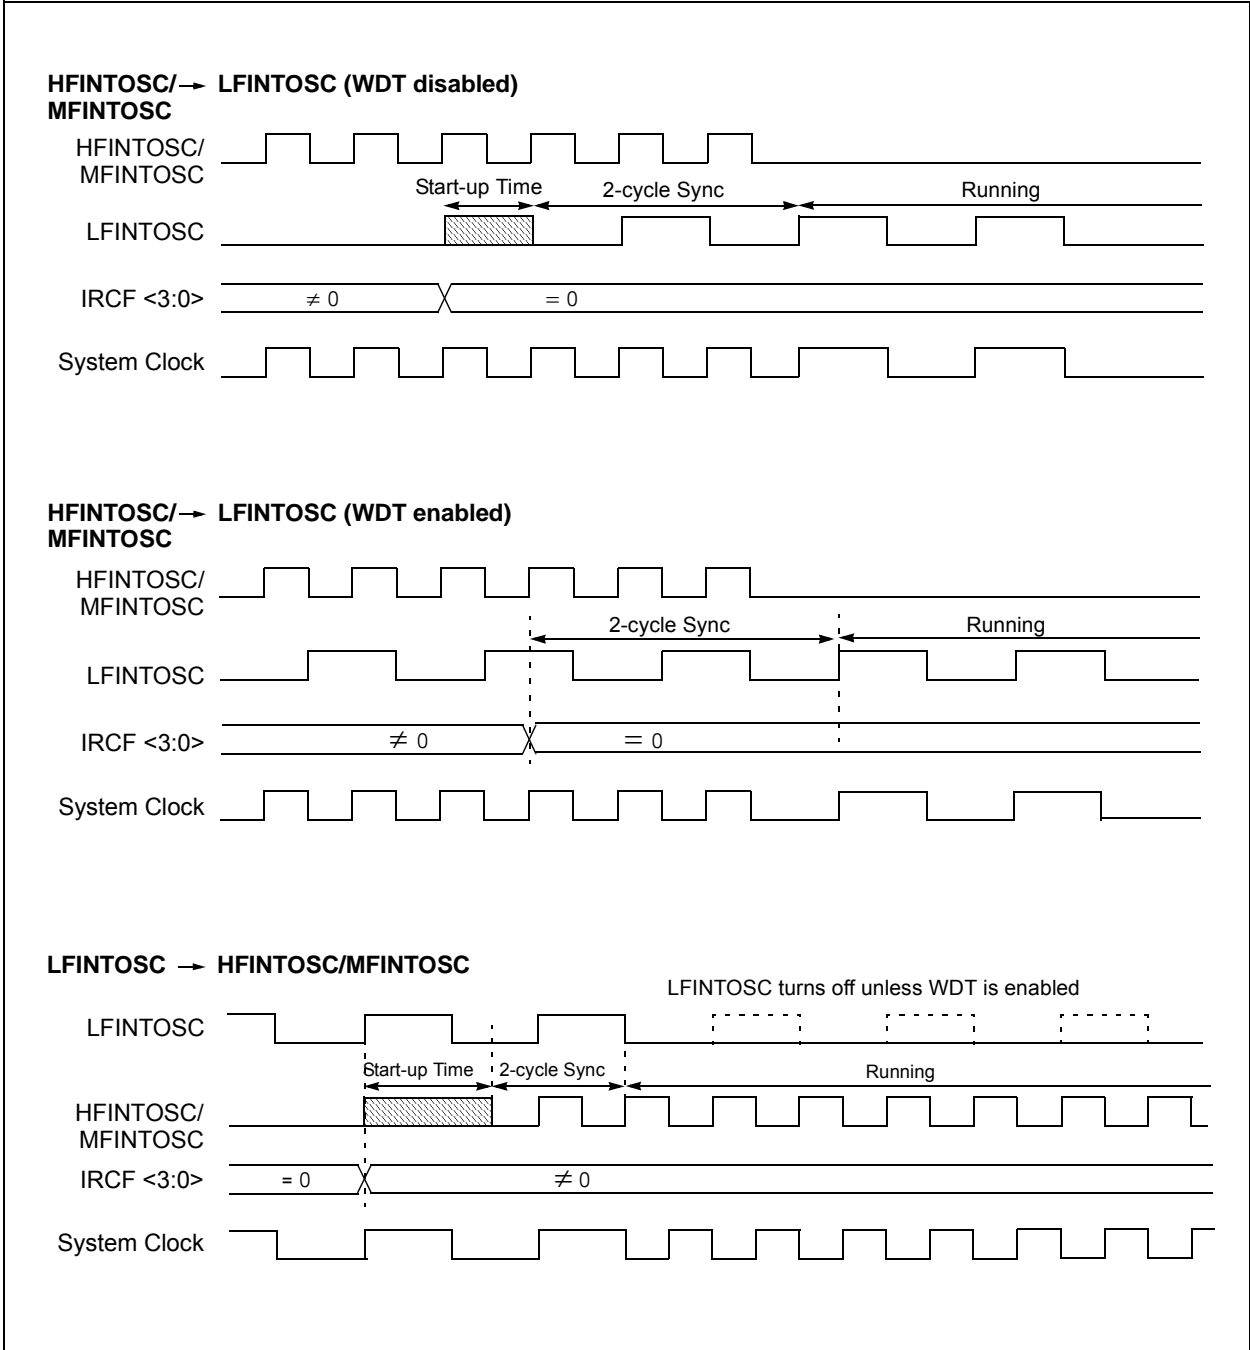 HFINTOSC/→ LFINTOSC (WDT disabled)
MFINTOSC
HFINTOSC/
MFINTOSC
Start-up Time 2-cycle Sync Running
LFINTOSC
IRCF <3:0> ≠ 0 = 0
System Clock
HFINTOSC/→ LFINTOSC (WDT enabled)
MFINTOSC
HFINTOSC/
MFINTOSC
2-cycle Sync Running
LFINTOSC
IRCF <3:0> ≠ 0 = 0
System Clock
LFINTOSC → HFINTOSC/MFINTOSC
LFINTOSC turns off unless WDT is enabled
LFINTOSC
Start-up Time 2-cycle Sync Running
HFINTOSC/
MFINTOSC
IRCF <3:0> = 0 ≠ 0
System Clock